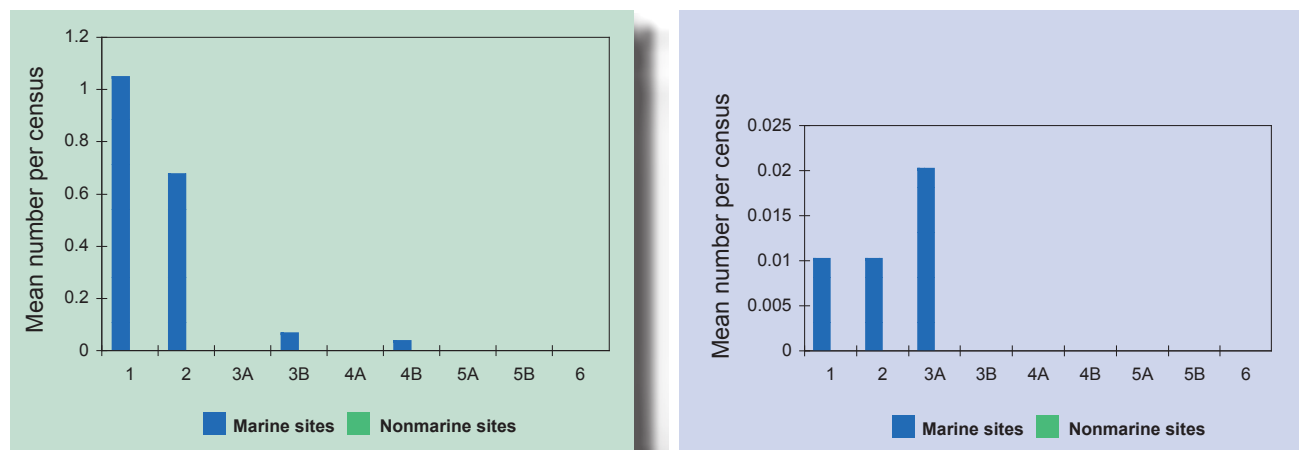 Mean number per census
1.2
1
0.8
0.6
0.4
0.2
0
1 2 3A 3B 4A 4B 5A 5B 6
Marine sites Nonmarine sites
Mean number per census
0.025
0.02
0.015
0.01
0.005
0
1 2 3A 3B 4A 4B 5A 5B 6
Marine sites Nonmarine sites